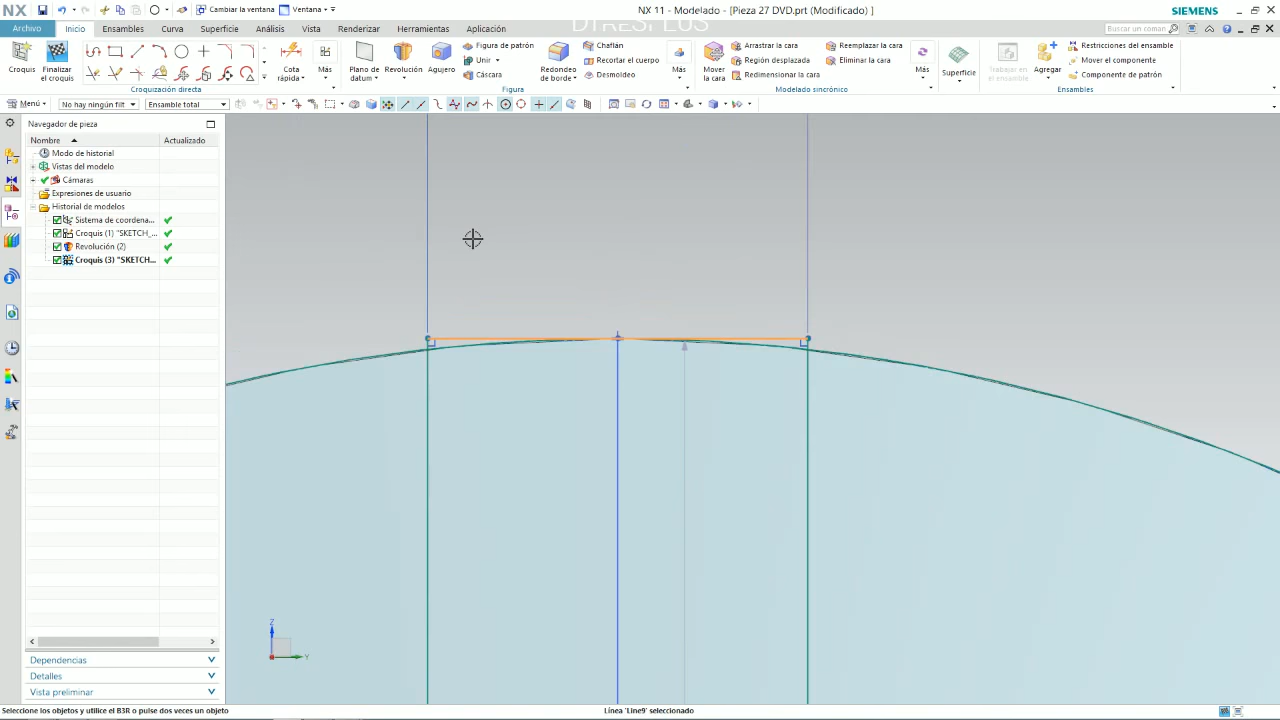 NX
Cambiar la ventana
Ventana
NX 11 - Modelado - [Pieza 27 DVD.prt (Modificado) ]
SIEMENS
DTRESPLUS
Archivo
Inicio
Ensambles
Curva
Superficie
Análisis
Vista
Renderizar
Herramientas
Aplicación
Buscar un coman
Croquis
Finalizar
el croquis
Cota
rápida
Más
Croquización directa
Plano de
datum
Revolución
Agujero
Figura de patrón
Unir
Cáscara
Redondeo
de borde
Chaflán
Recortar el cuerpo
Desmoldeo
Más
Figura
Mover
la cara
Arrastrar la cara
Región desplazada
Redimensionar la cara
Reemplazar la cara
Eliminar la cara
Más
Modelado sincrónico
Superficie
Trabajar en
el ensamble
Agregar
Restricciones del ensamble
Mover el componente
Componente de patrón
Ensambles
Menú
No hay ningún filt
Ensamble total
Navegador de pieza
Nombre
Actualizado
Modo de historial
Vistas del modelo
Cámaras
Expresiones de usuario
Historial de modelos
Sistema de coordena...
Croquis (1) "SKETCH_...
Revolución (2)
Croquis (3) "SKETCH...
Z
Y
Dependencias
Detalles
Vista preliminar
Seleccione los objetos y utilice el B3R o pulse dos veces un objeto
Línea 'Line9' seleccionado